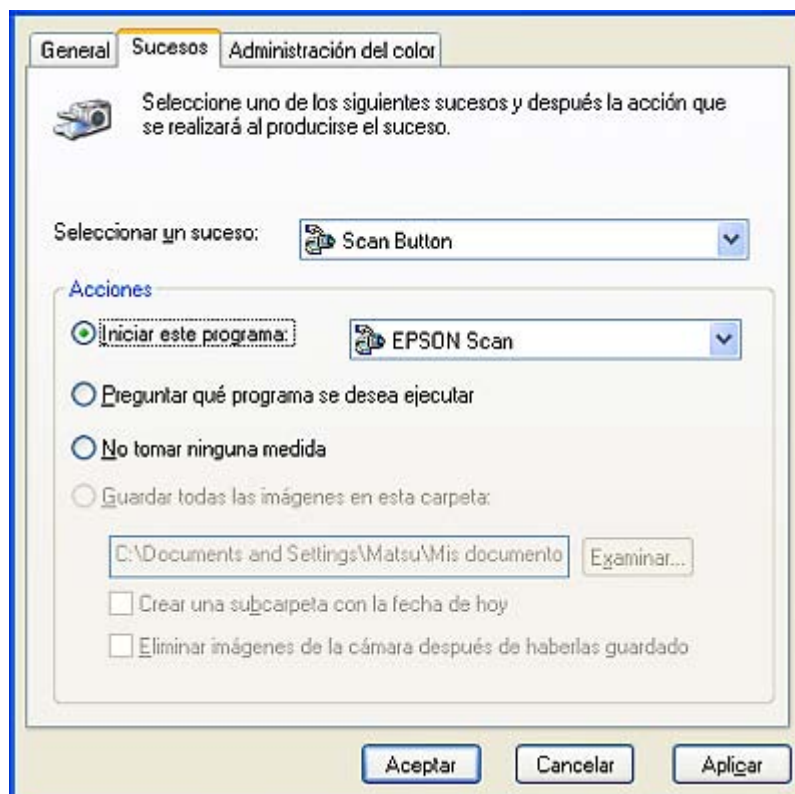 General
Sucesos
Administración del color
Seleccione uno de los siguientes sucesos y después la acción que
se realizará al producirse el suceso.
Seleccionar un suceso:
Scan Button
Acciones
Iniciar este programa:
EPSON Scan
Preguntar qué programa se desea ejecutar
No tomar ninguna medida
Guardar todas las imágenes en esta carpeta:
C:\Documents and Settings\Matsu\Mis documento
Examinar...
Crear una subcarpeta con la fecha de hoy
Eliminar imágenes de la cámara después de haberlas guardado
Aceptar
Cancelar
Aplicar